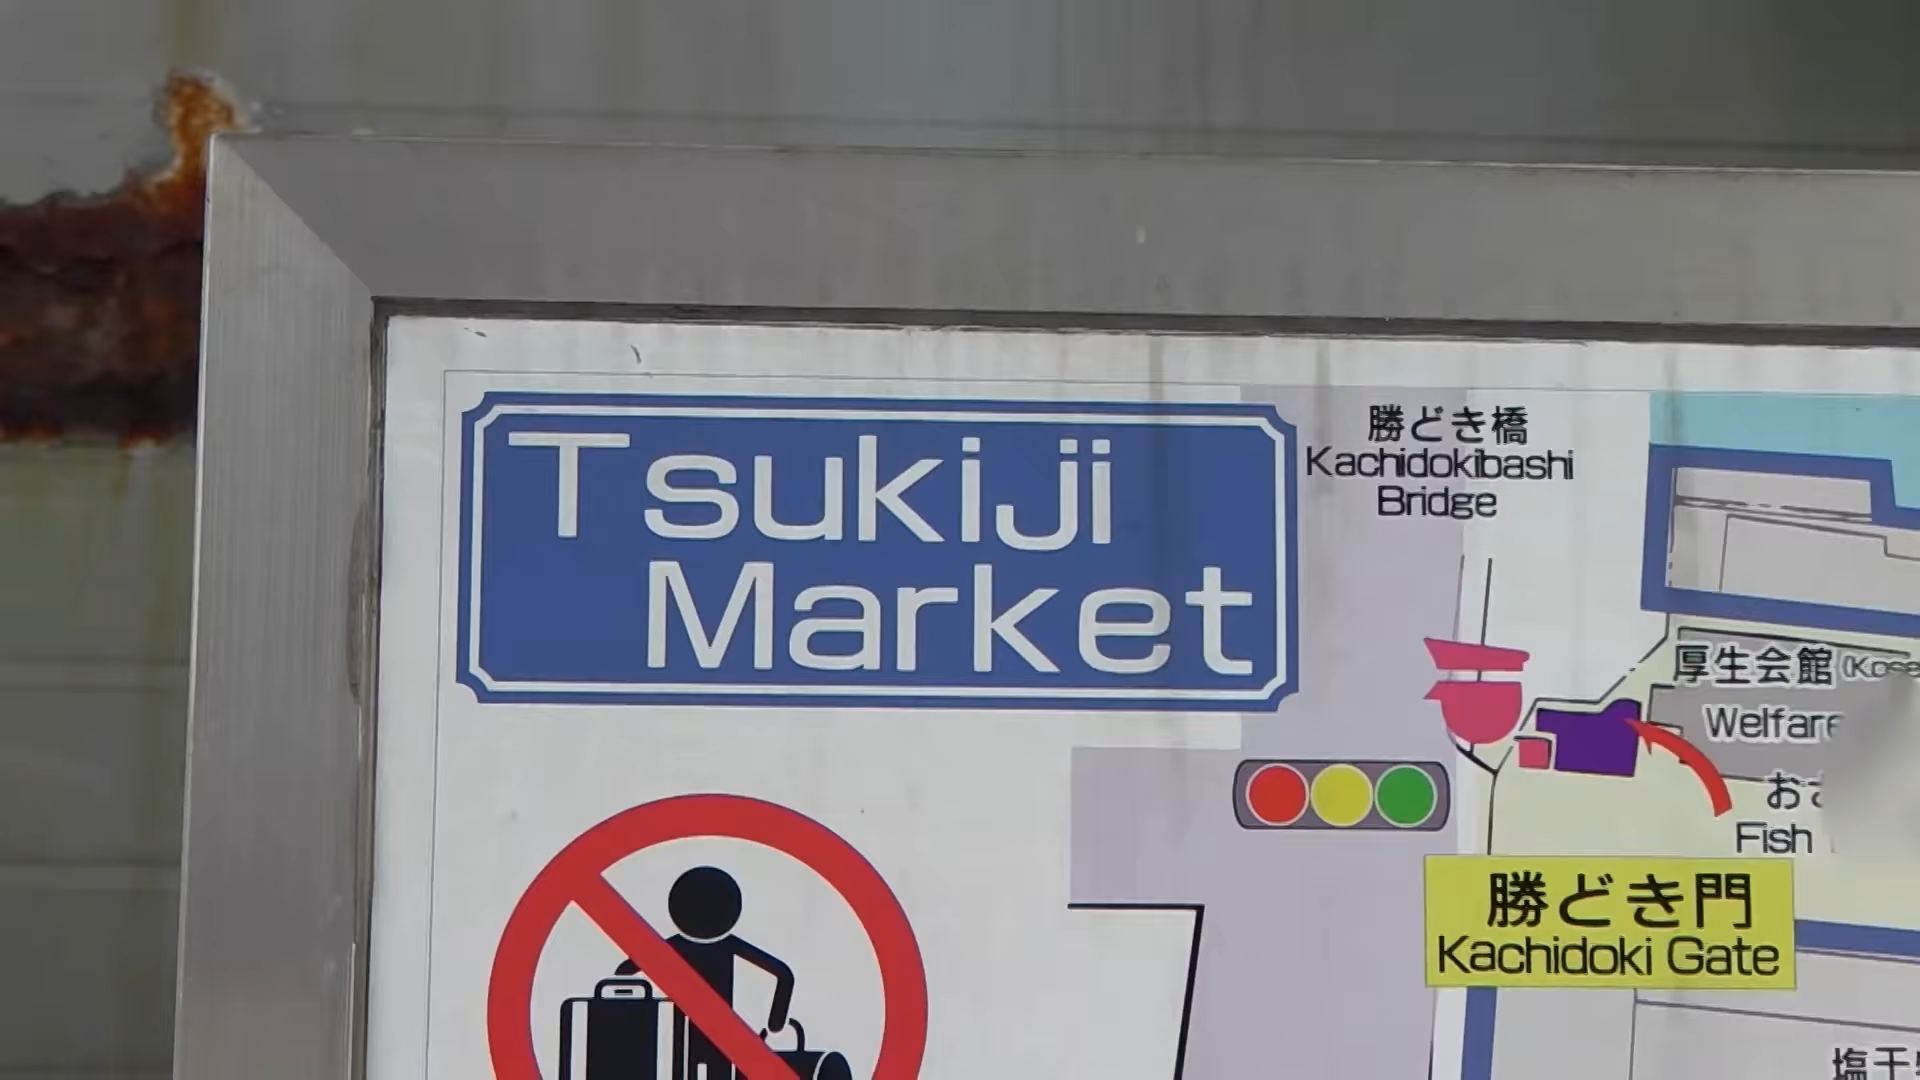 Tsukiji
Market
勝どき橋
Kachidokibashi
Bridge
厚生会館
Welfare
Fish
勝どき門
Kachidoki Gate